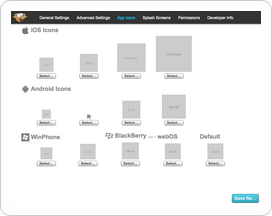 General Settings Advanced Settings App Icons Splash Screens Permissions Developer Info
iOS Icons
Select... Select... Select... Select...
Android Icons
Select... Select... Select... Select...
WinPhone BlackBerry webOS Default
Select... Select... Select... Select... Select...
Save No...